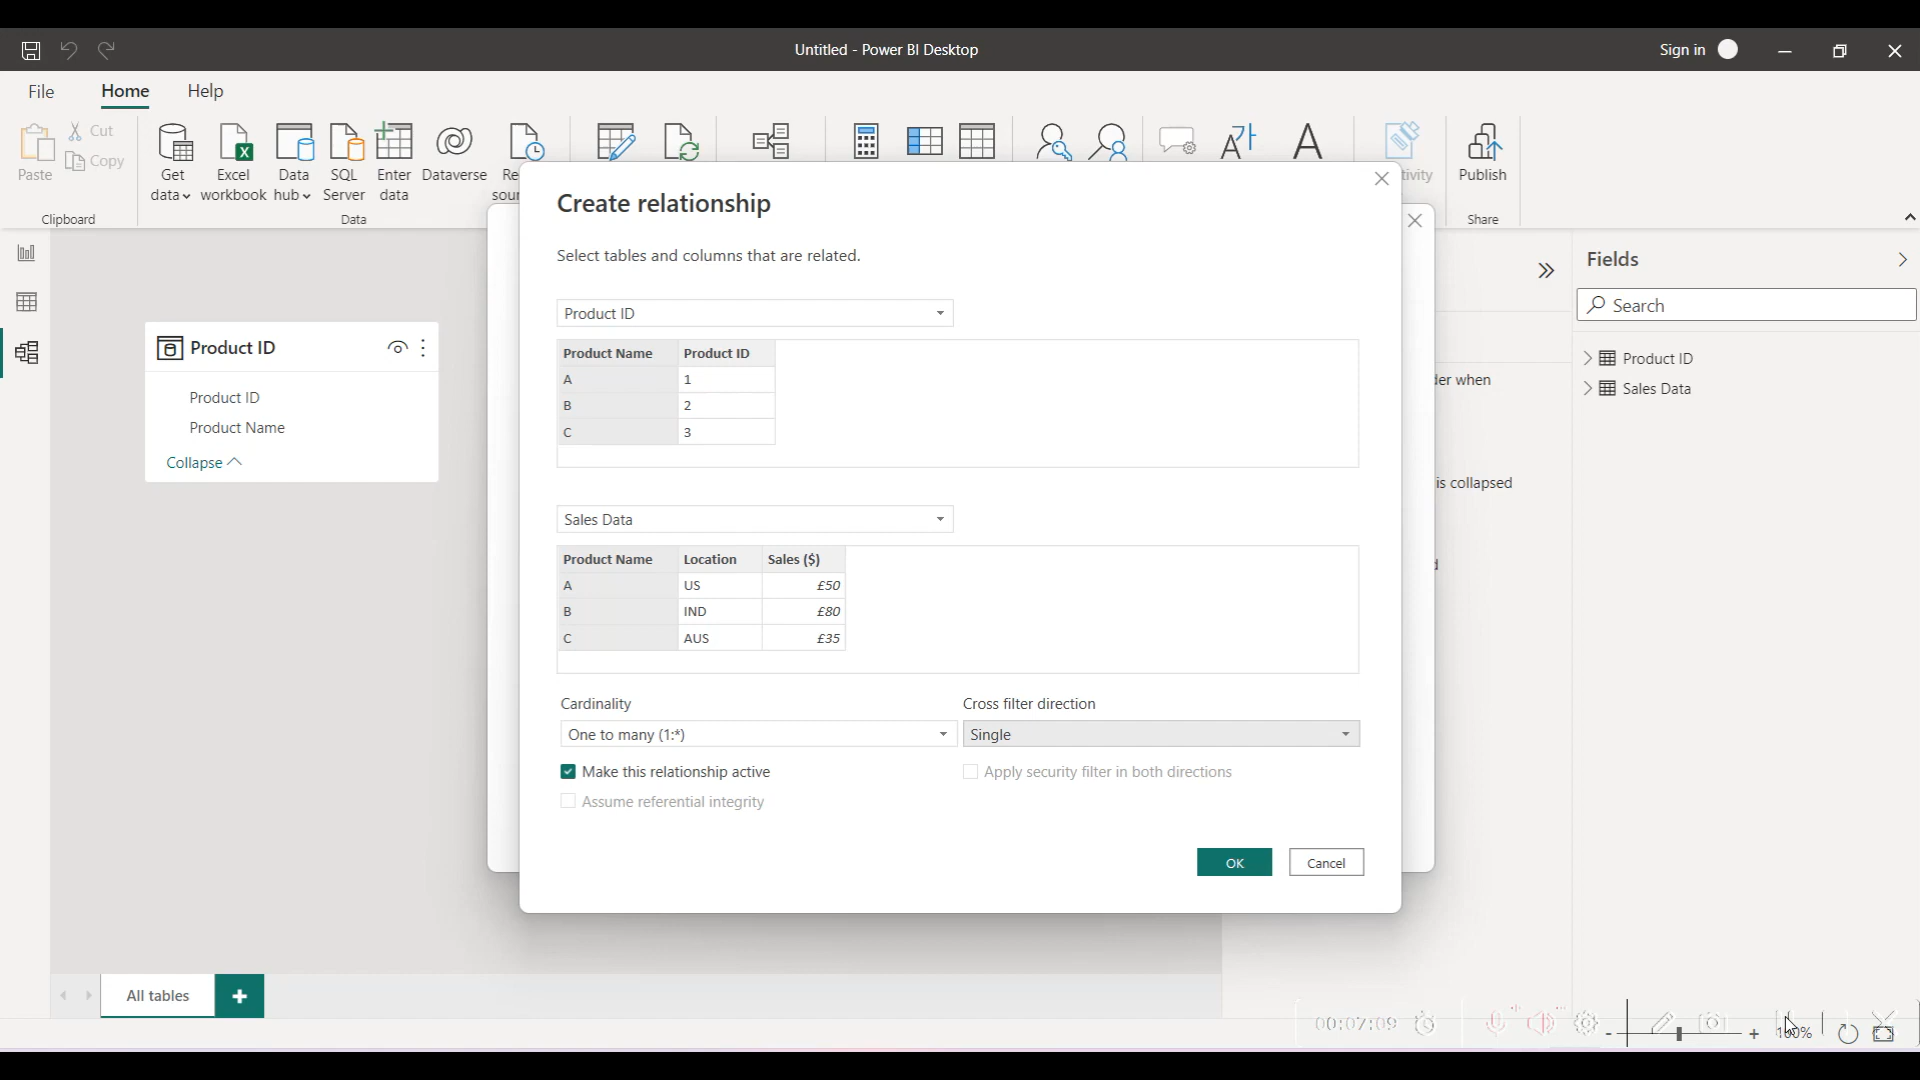 Untitled - Power BI Desktop
Sign in
File Home Help
Paste
Cut
Copy
Clipboard
Get data
Excel workbook
Data hub
SQL Server
Enter data
Dataverse
Data
Publish
Share
Create relationship
Select tables and columns that are related.
Product ID
Product Name Product ID
A 1
B 2
C 3
Sales Data
Product Name Location Sales ($)
A US £50
B IND £80
C AUS £35
Cardinality
One to many (1:*)
Cross filter direction
Single
Make this relationship active
Apply security filter in both directions
Assume referential integrity
OK
Cancel
Product ID
Product ID
Product Name
Collapse
is collapsed
when
Fields
Search
Product ID
Sales Data
All tables
00:07:09
- +